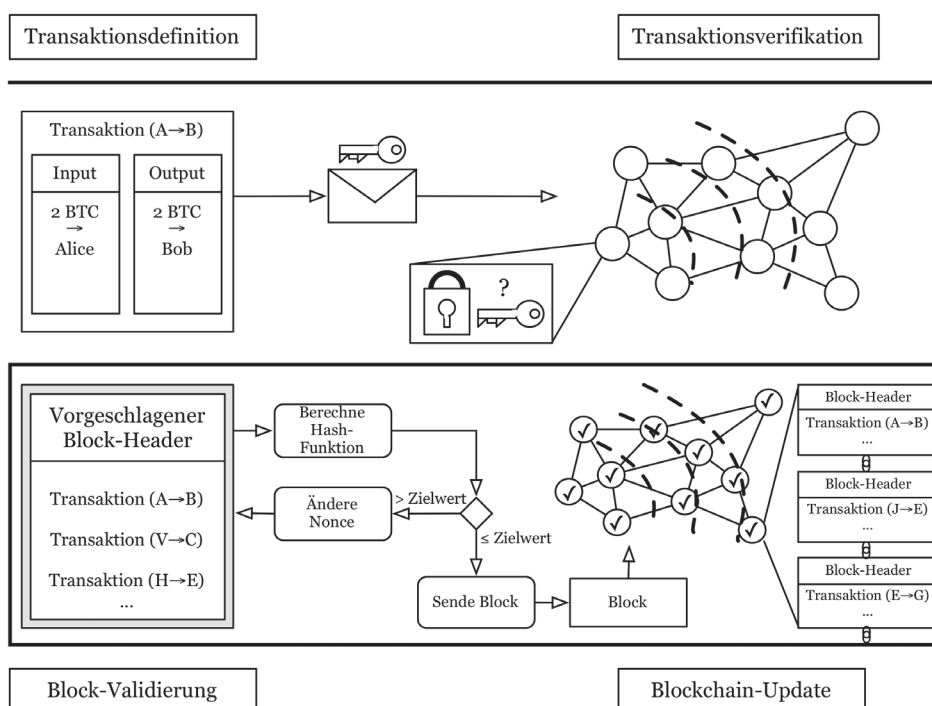 Transaktionsdefinition
Transaktionsverifikation
Transaktion (A→B)
Input
Output
2 BTC
→
Alice
2 BTC
→
Bob
?
Vorgeschlagener
Block-Header
Transaktion (A→B)
Transaktion (V→C)
Transaktion (H→E)
...
Berechne
Hash-
Funktion
Ändere
Nonce
> Zielwert
≤ Zielwert
Sende Block
Block
Block-Header
Transaktion (A→B)
...
Block-Header
Transaktion (J→E)
...
Block-Header
Transaktion (E→G)
...
Block-Validierung
Blockchain-Update